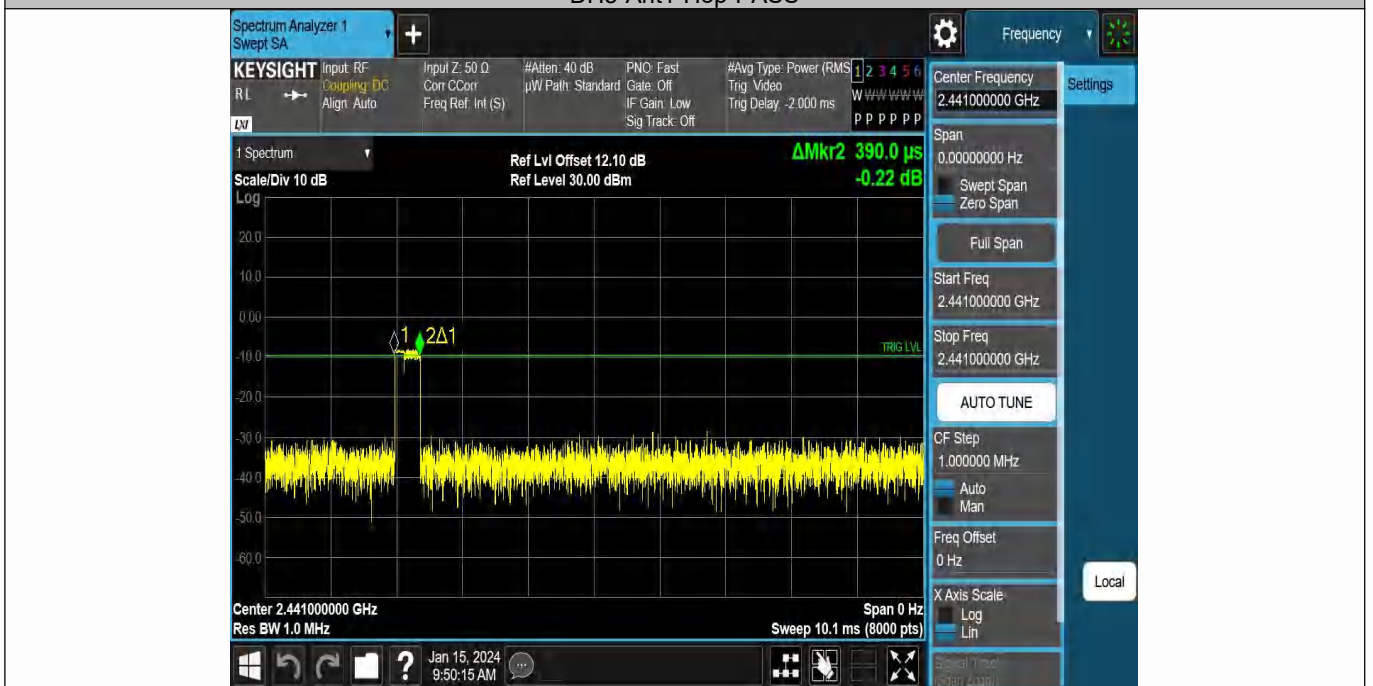 DH5-Ant1-Hop-PASS
Spectrum Analyzer 1
Swept SA
+
Frequency
KEYSIGHT
RL
LXI
Input: RF
Coupling: DC
Align: Auto
Input Z: 50 Ω
Corr CCorr
Freq Ref: Int (S)
#Atten: 40 dB
µW Path: Standard
PNO: Fast
Gate: Off
IF Gain: Low
Sig Track: Off
#Avg Type: Power (RMS
Trig: Video
Trig Delay: -2.000 ms
1 2 3 4 5 6
W W W W W W
P P P P P P
1 Spectrum
Scale/Div 10 dB
Log
Ref Lvl Offset 12.10 dB
Ref Level 30.00 dBm
ΔMkr2 390.0 µs
-0.22 dB
20.0
10.0
0.00
-10.0
-20.0
-30.0
-40.0
-50.0
-60.0
1
2Δ1
TRIG LVL
Center 2.441000000 GHz
Res BW 1.0 MHz
Span 0 Hz
Sweep 10.1 ms (8000 pts)
Center Frequency
2.441000000 GHz
Settings
Span
0.00000000 Hz
Swept Span
Zero Span
Full Span
Start Freq
2.441000000 GHz
Stop Freq
2.441000000 GHz
AUTO TUNE
CF Step
1.000000 MHz
Auto
Man
Freq Offset
0 Hz
X Axis Scale
Log
Lin
Signal Track
(Span Zoom)
Local
?
Jan 15, 2024
9:50:15 AM